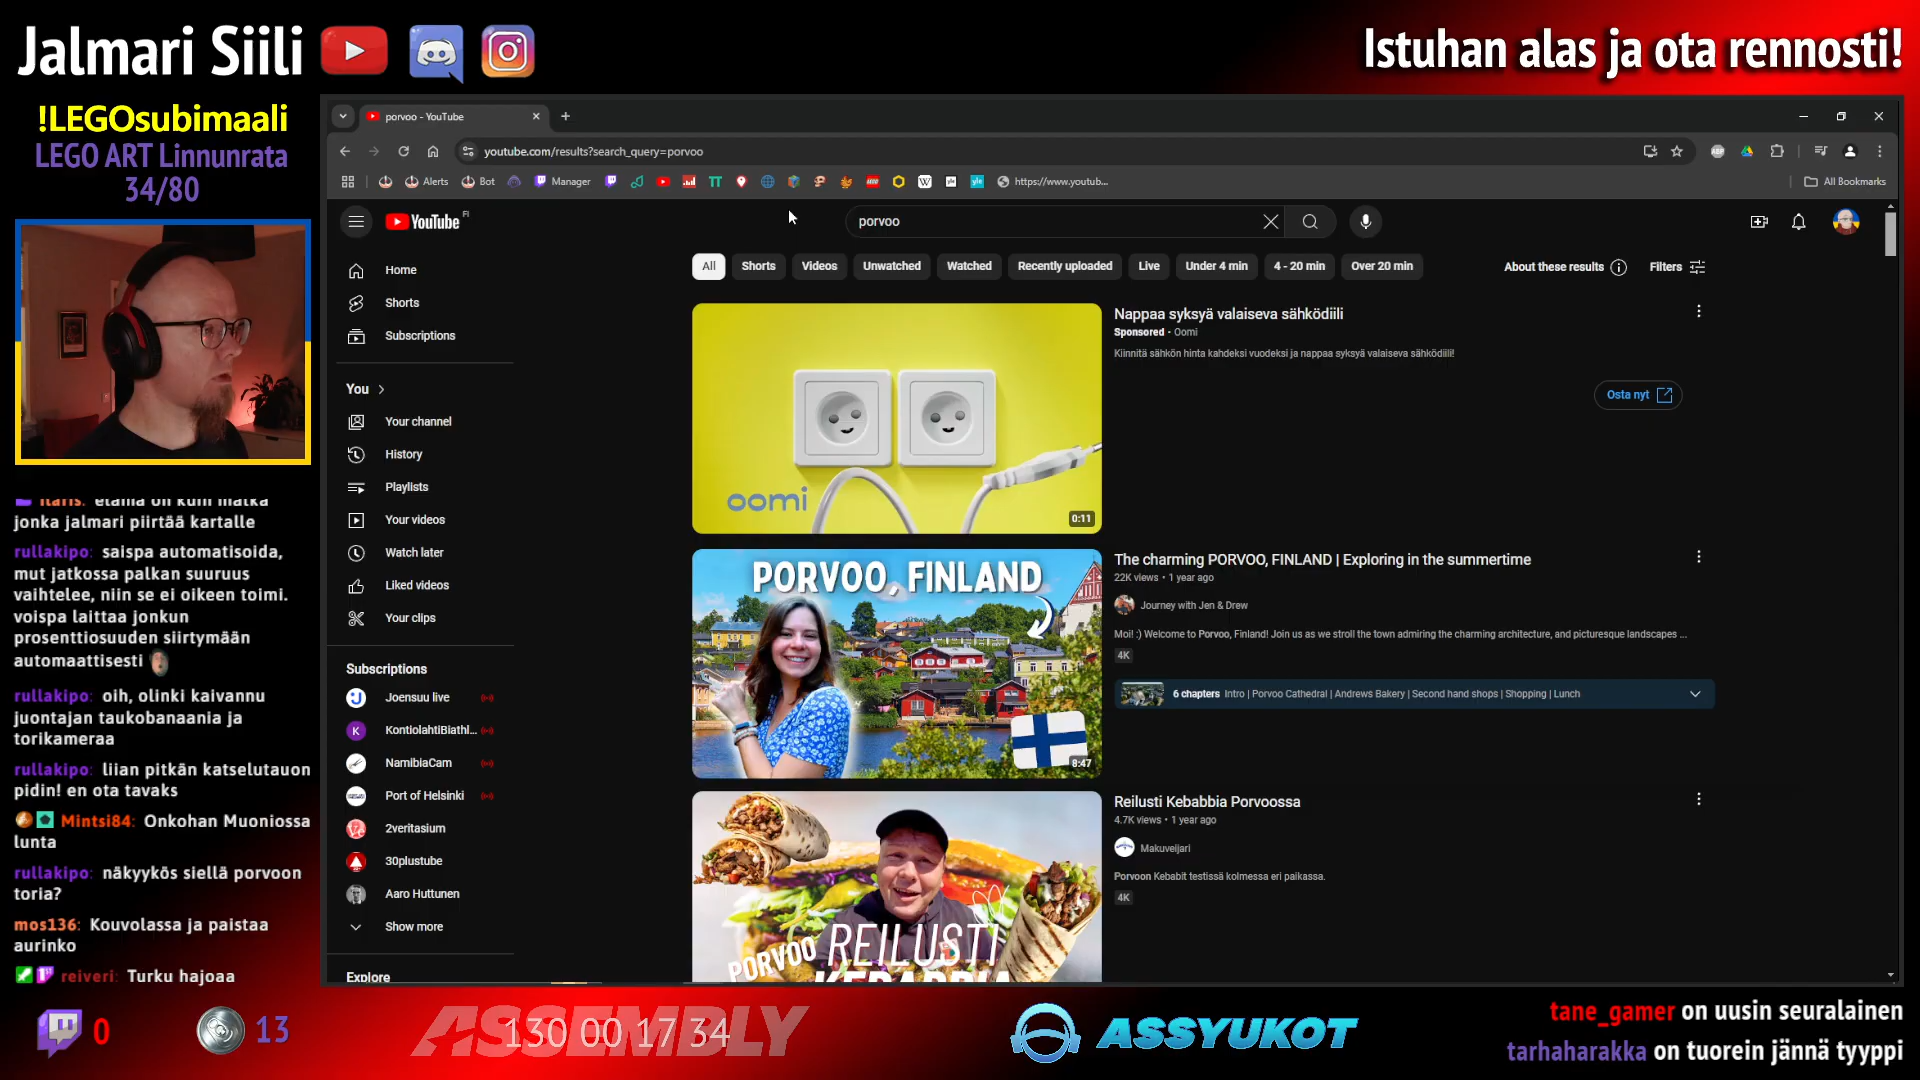 Jalmari Siili
Istuhan alas ja ota rennosti!
!LEGOsubimaali
LEGO ART Linnunrata
34/80
etänä on kuin matka
jonka jalmari piirtää kartalle
rullakipo: saispa automatisoida,
mut jatkossa palkan suuruus
vaihtelee, niin se ei oikeen toimi.
voispa laittaa jonkun
prosenttiosuuden siirtymään
automaattisesti
rullakipo: oih, olinki kaivannu
juontajan taukobanaania ja
torikameraa
rullakipo: liian pitkän katselutauon
pidin! en ota tavaks
Mintsi84: Onkohan Muoniossa
lunta
rullakipo: näkyykös siellä porvoon
toria?
mos136: Kouvolassa ja paistaa
aurinko
reiveri: Turku hajoaa
porvoo - YouTube
youtube.com/results?search_query=porvoo
Alerts
Bot
Manager
https://www.youtub...
All Bookmarks
YouTube FI
porvoo
Home
Shorts
Subscriptions
You
Your channel
History
Playlists
Your videos
Watch later
Liked videos
Your clips
Subscriptions
Joensuu live
KontiolahtiBiathl...
NamibiaCam
Port of Helsinki
2veritasium
30plustube
Aaro Huttunen
Show more
Explore
All
Shorts
Videos
Unwatched
Watched
Recently uploaded
Live
Under 4 min
4 - 20 min
Over 20 min
About these results
Filters
oomi
0:11
Nappaa syksyä valaiseva sähködiili
Sponsored · Oomi
Kiinnitä sähkön hinta kahdeksi vuodeksi ja nappaa syksyä valaiseva sähködiili!
Osta nyt
PORVOO, FINLAND
8:47
The charming PORVOO, FINLAND | Exploring in the summertime
22K views • 1 year ago
Journey with Jen & Drew
Moi! :) Welcome to Porvoo, Finland! Join us as we stroll the town admiring the charming architecture, and picturesque landscapes ...
4K
6 chapters Intro | Porvoo Cathedral | Andrews Bakery | Second hand shops | Shopping | Lunch
PORVOO REILUSTI
KEBABBIA
Reilusti Kebabbia Porvoossa
4.7K views • 1 year ago
Makuveijari
Porvoon Kebabit testissä kolmessa eri paikassa.
4K
0
13
ASSEMBLY
130 00 17 34
ASSYUKOT
tane_gamer on uusin seuralainen
tarhaharakka on tuorein jännä tyyppi